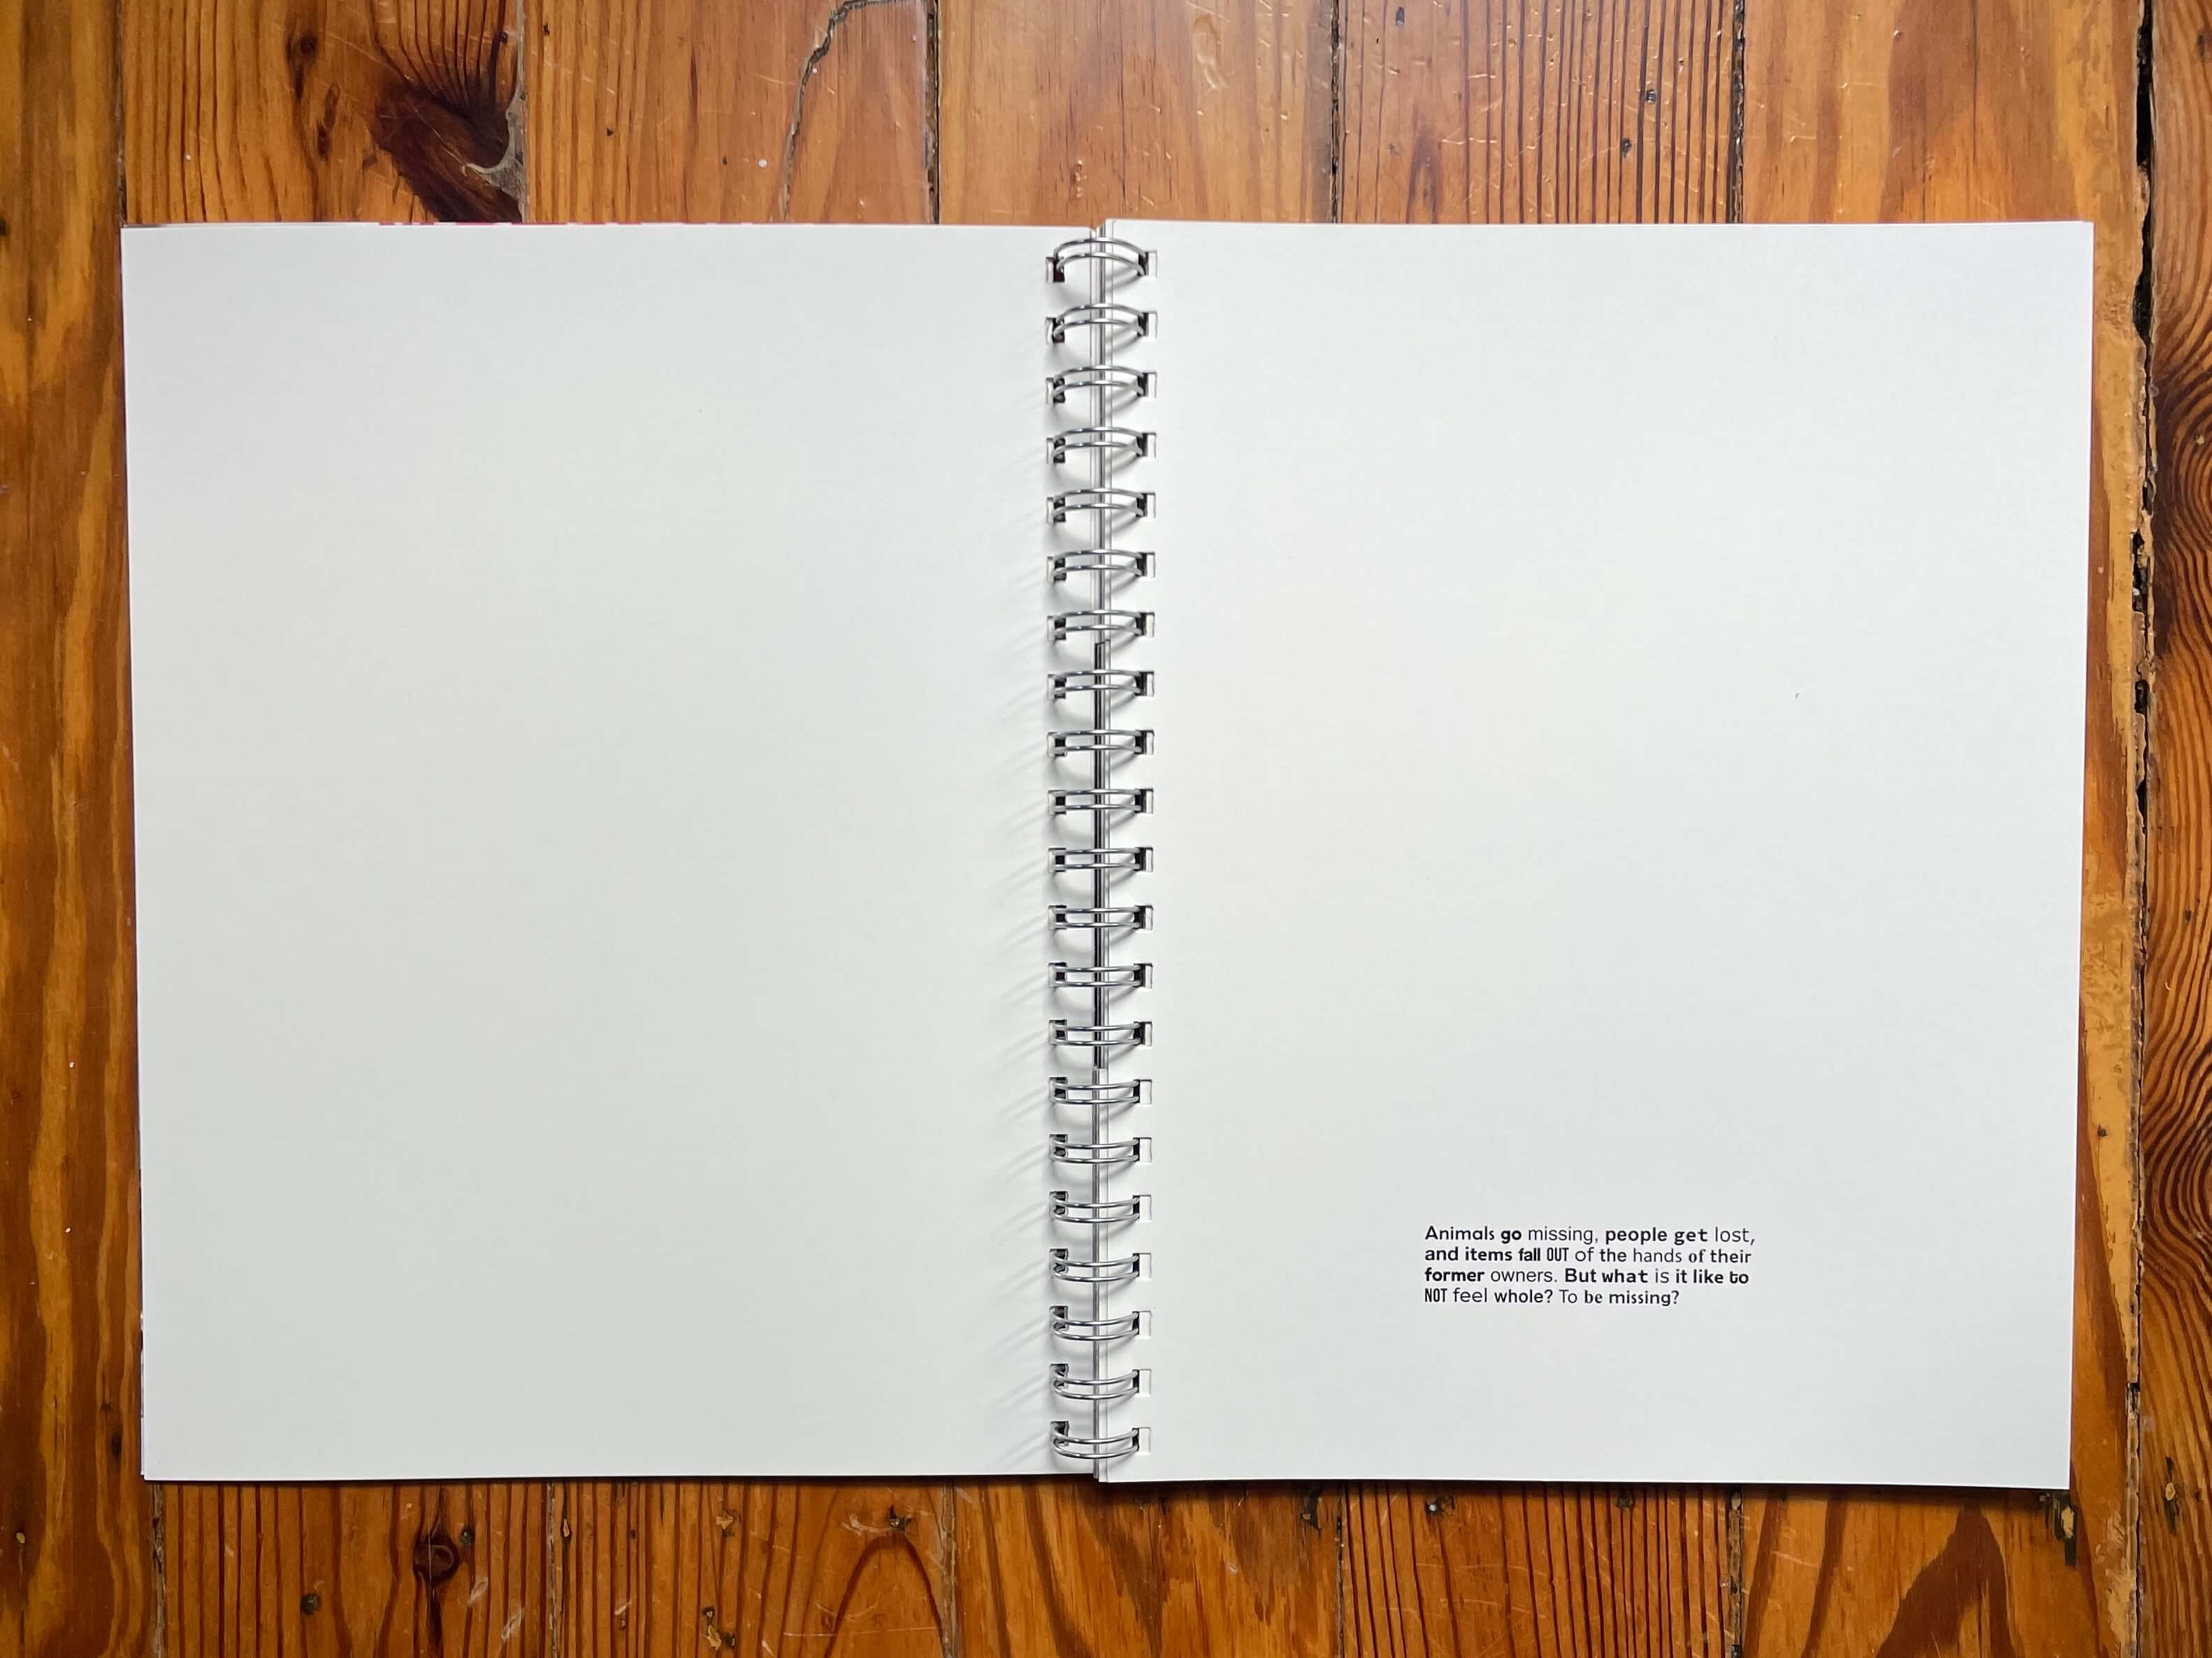 Animals go missing, people get lost,
and items fall OUT of the hands of their
former owners. But what is it like to
NOT feel whole? To be missing?